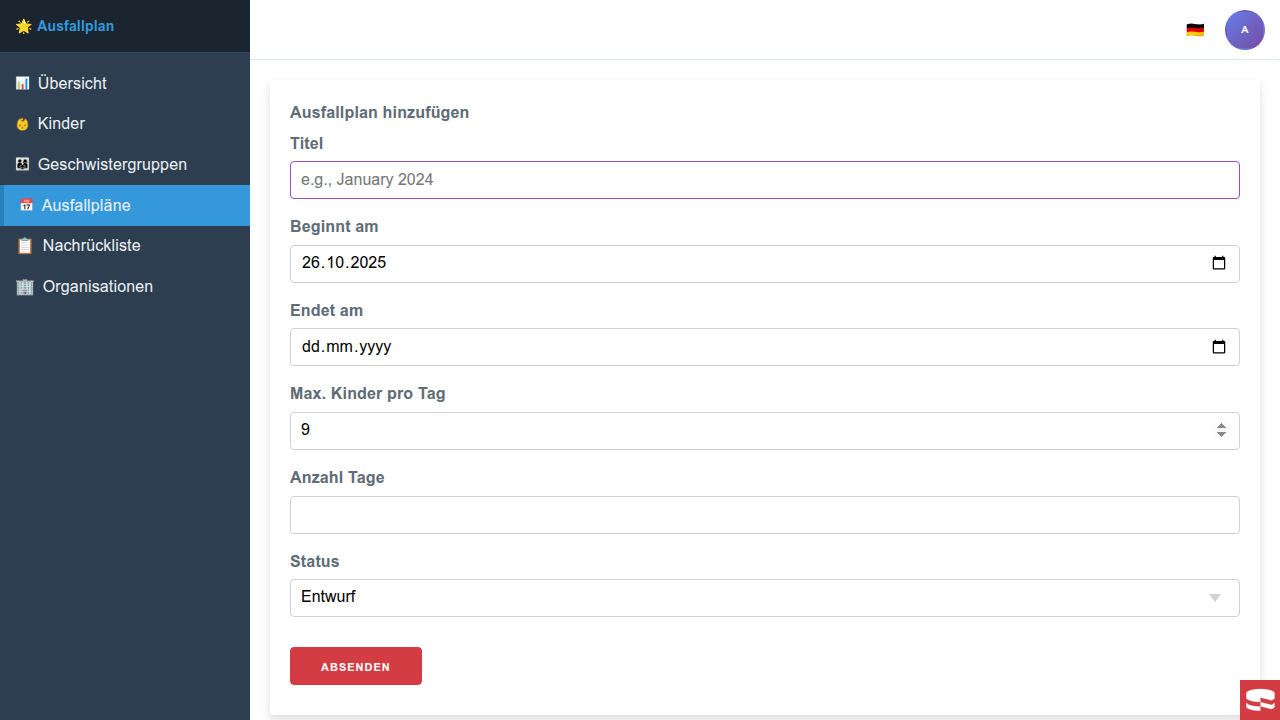 Ausfallplan
A
Übersicht
Kinder
Geschwistergruppen
Ausfallpläne
Nachrückliste
Organisationen
Ausfallplan hinzufügen
Titel
e.g., January 2024
Beginnt am
26.10.2025
Endet am
dd.mm.yyyy
Max. Kinder pro Tag
9
Anzahl Tage
Status
Entwurf
ABSENDEN